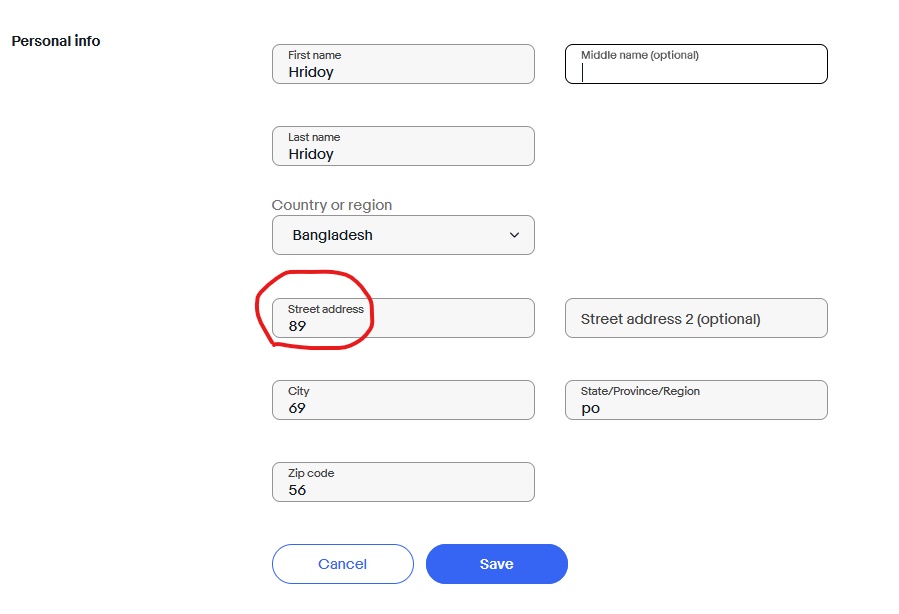 Personal info
First name
Hridoy
Middle name (optional)
Last name
Hridoy
Country or region
Bangladesh
Street address
89
Street address 2 (optional)
City
69
State/Province/Region
po
Zip code
56
Cancel
Save